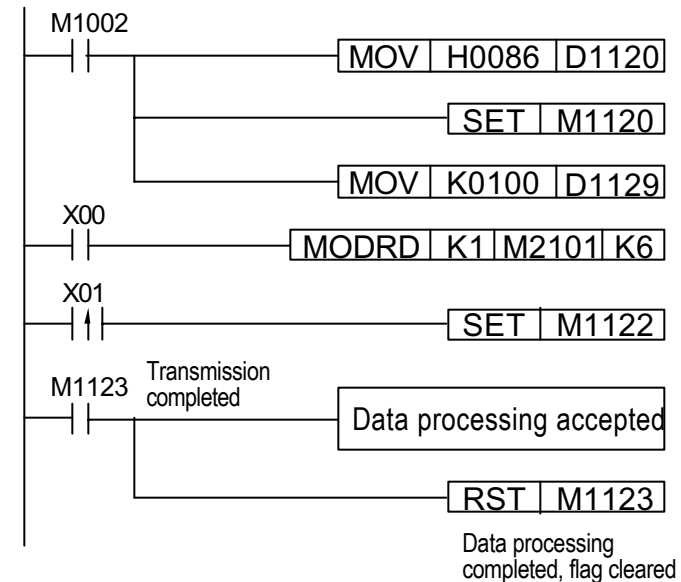 M1002
MOV H0086 D1120
SET M1120
MOV K0100 D1129
X00
MODRD K1 M2101 K6
X01
SET M1122
M1123
Transmission
completed
Data processing accepted
RST M1123
Data processing
completed, flag cleared